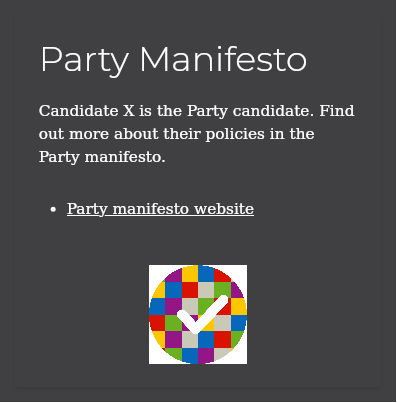 Party Manifesto
Candidate X is the Party candidate. Find
out more about their policies in the
Party manifesto.
• Party manifesto website